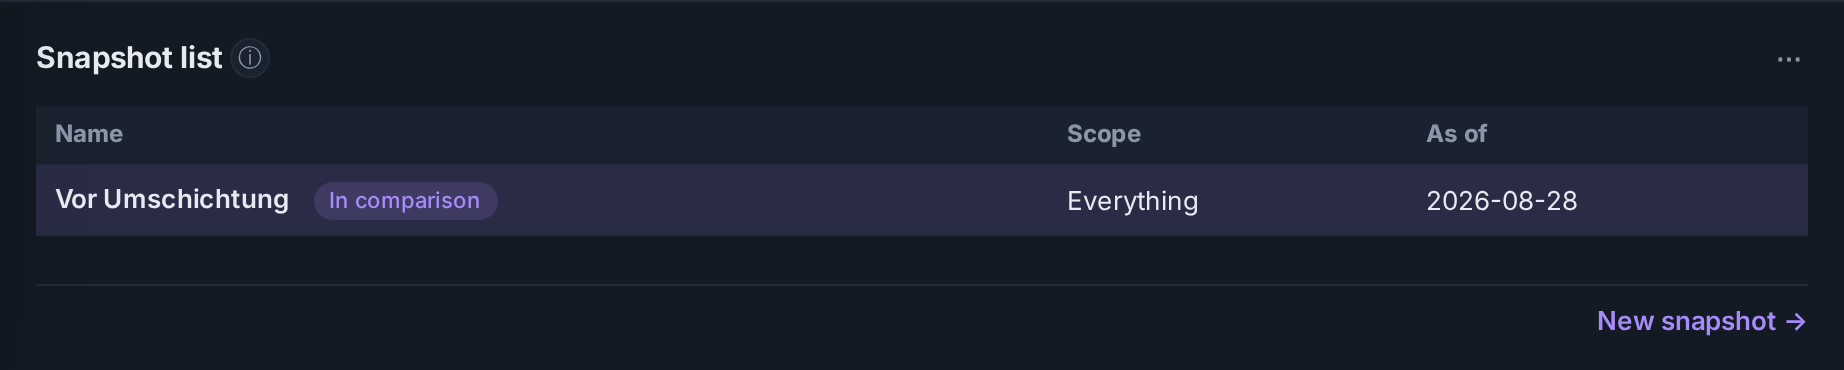 Snapshot list ⓘ ...
Name Scope As of
Vor Umschichtung In comparison Everything 2026-08-28
New snapshot →